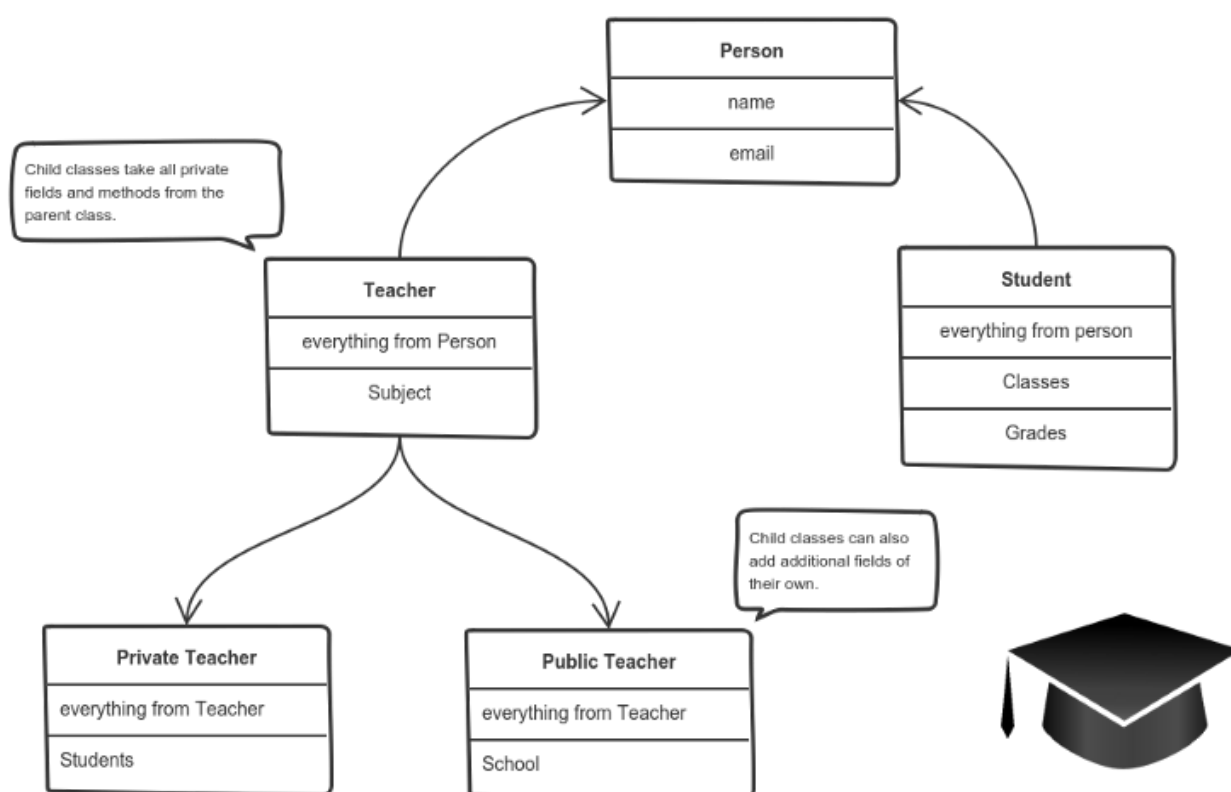 Person
name
email
Child classes take all private
fields and methods from the
parent class.
Teacher
everything from Person
Subject
Student
everything from person
Classes
Grades
Child classes can also
add additional fields of
their own.
Private Teacher
everything from Teacher
Students
Public Teacher
everything from Teacher
School